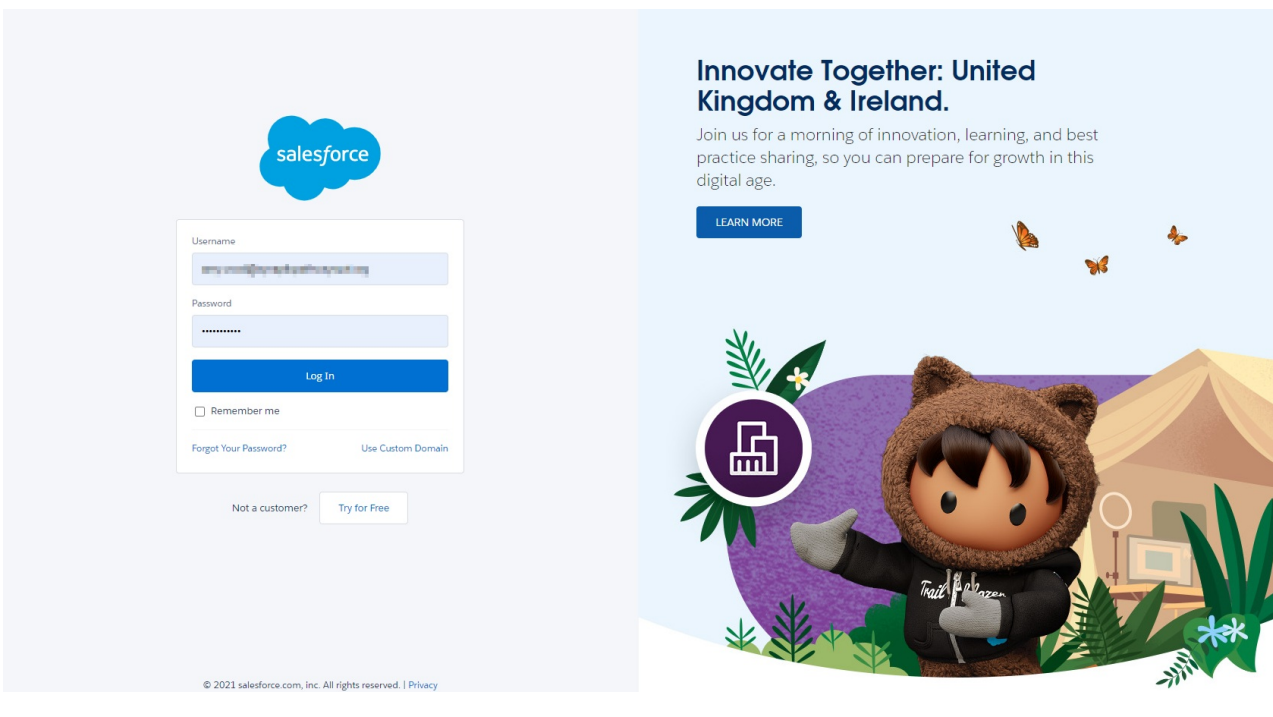 salesforce
Username
Password
Log In
Remember me
Forgot Your Password? Use Custom Domain
Not a customer? Try for Free
© 2021 salesforce.com, inc. All rights reserved. | Privacy
Innovate Together: United
Kingdom & Ireland.
Join us for a morning of innovation, learning, and best
practice sharing, so you can prepare for growth in this
digital age.
LEARN MORE